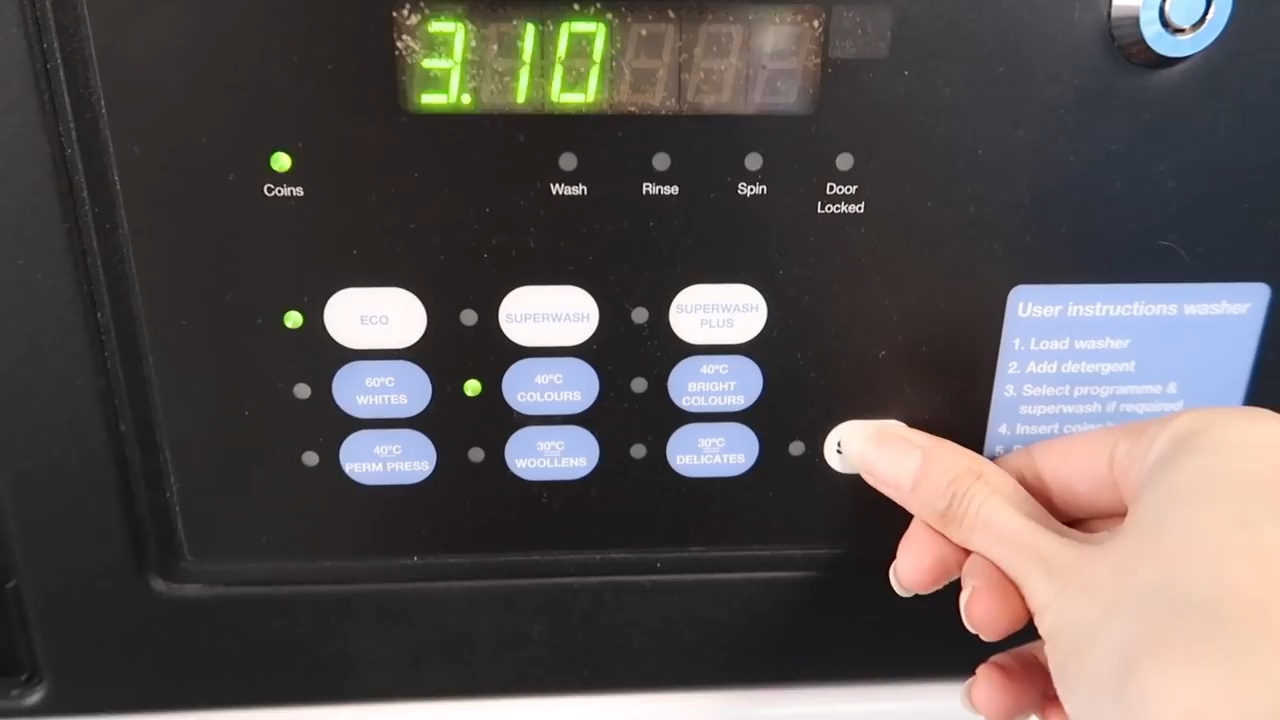 3.10
Coins
Wash
Rinse
Spin
Door
Locked
ECO
SUPERWASH
SUPERWASH
PLUS
60°C
WHITES
40°C
COLOURS
40°C
BRIGHT
COLOURS
40°C
PERM PRESS
30°C
WOOLLENS
30°C
DELICATES
User instructions washer
1. Load washer
2. Add detergent
3. Select programme &
superwash if required
4. Insert
5.